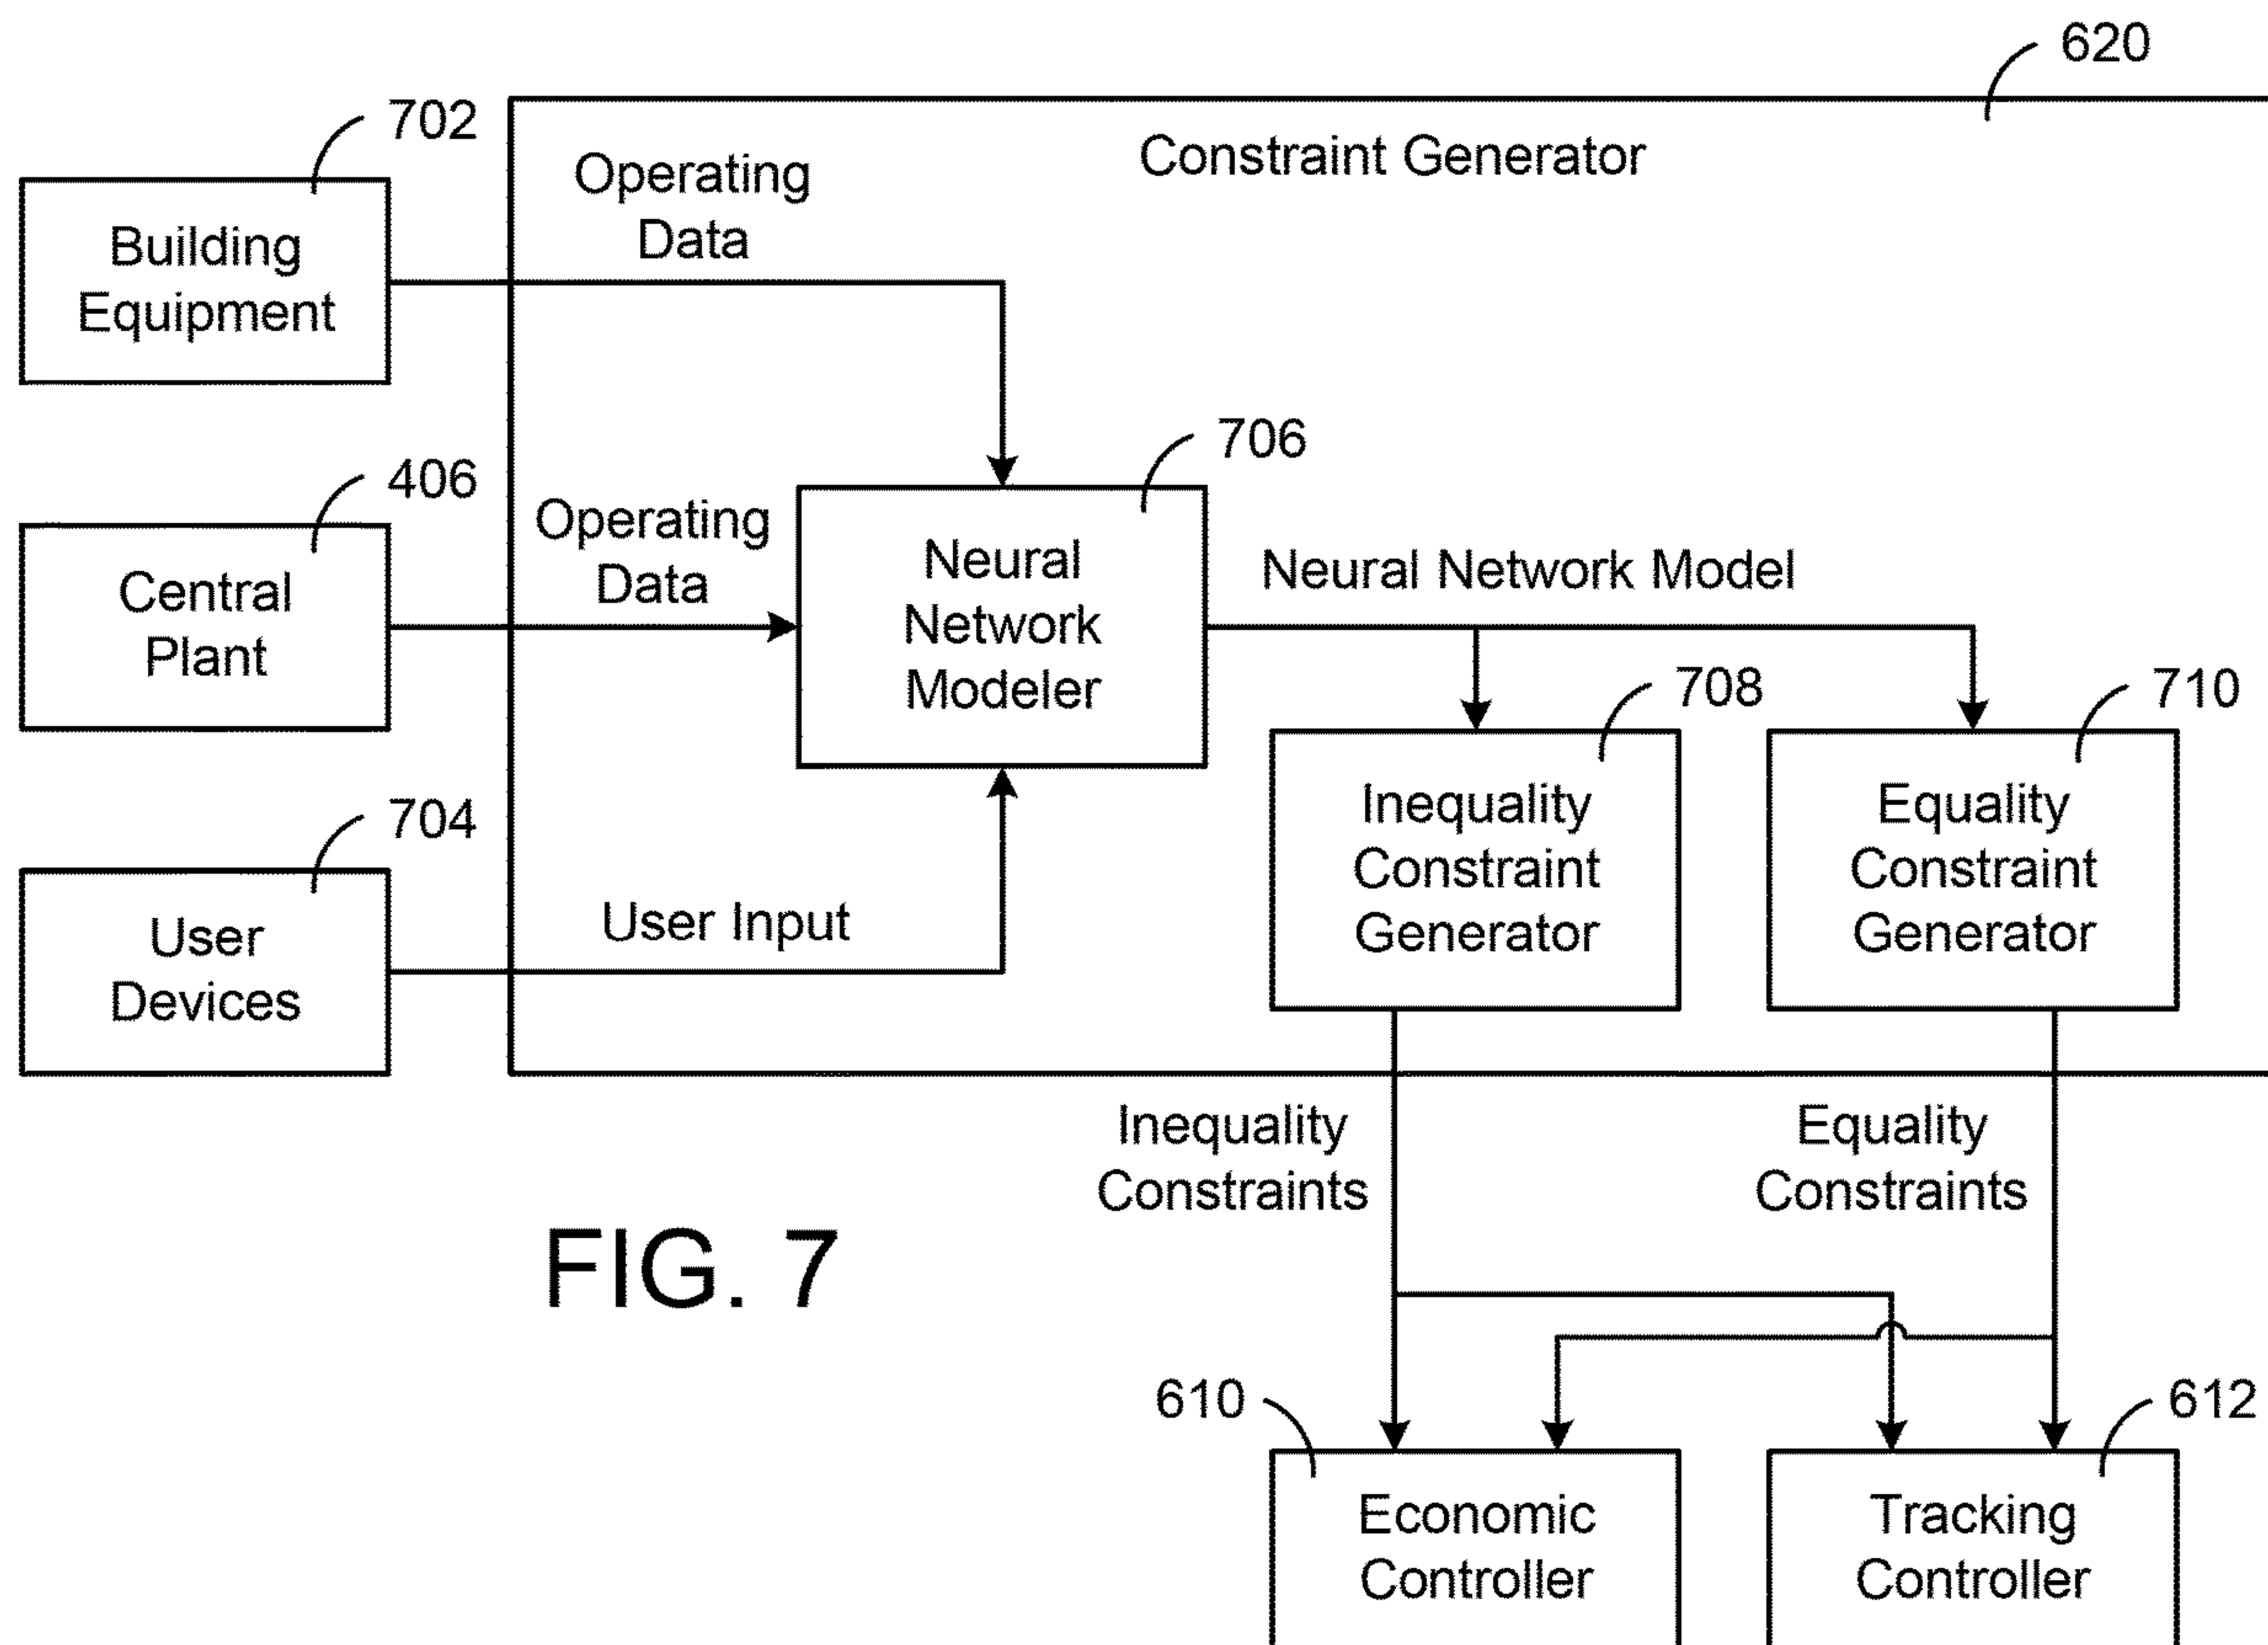 620
702
Constraint Generator
Operating
Data
Building
Equipment
706
406
Operating
Data
Neural
Network
Modeler
Neural Network Model
Central
Plant
708
710
704
Inequality
Constraint
Generator
Equality
Constraint
Generator
User Input
User
Devices
Inequality
Constraints
Equality
Constraints
FIG. 7
610
612
Economic
Controller
Tracking
Controller